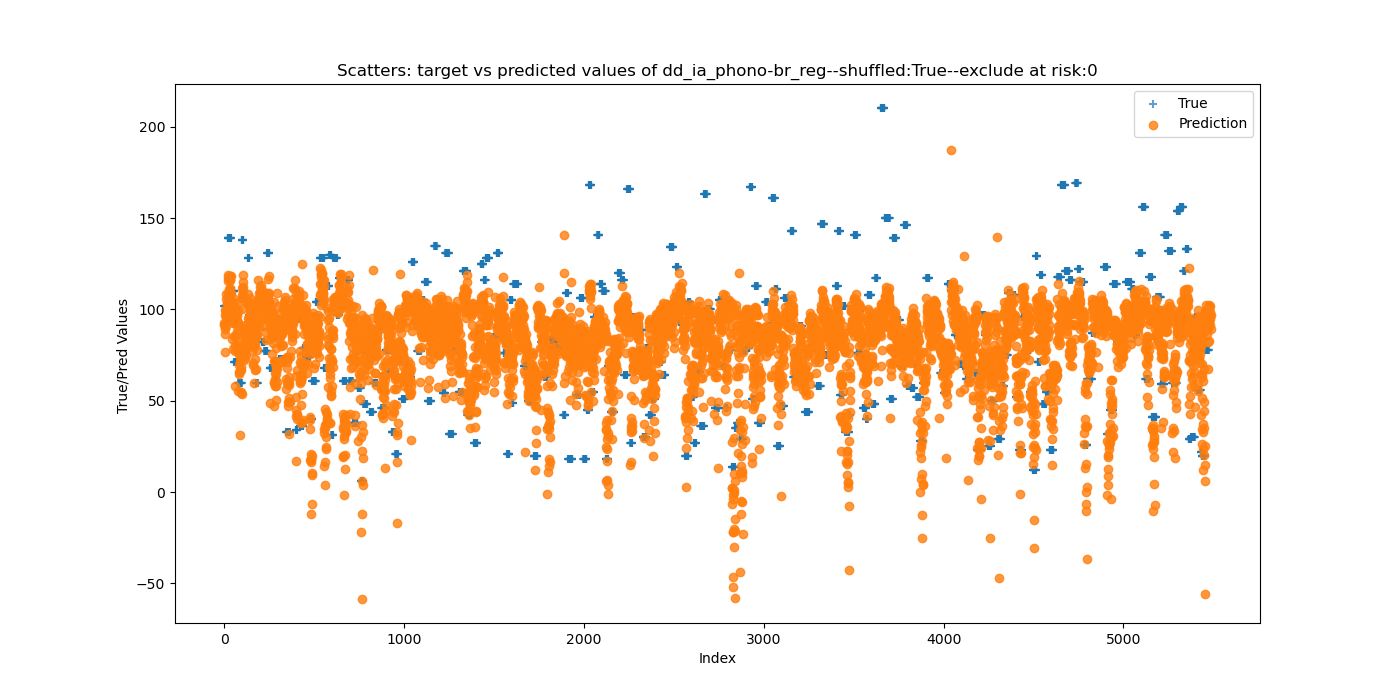 Scatters: target vs predicted values of dd_ia_phono-br_reg--shuffled:True--exclude at risk:0
True
Prediction
True/Pred Values
200
150
100
50
0
−50
0
1000
2000
3000
4000
5000
Index